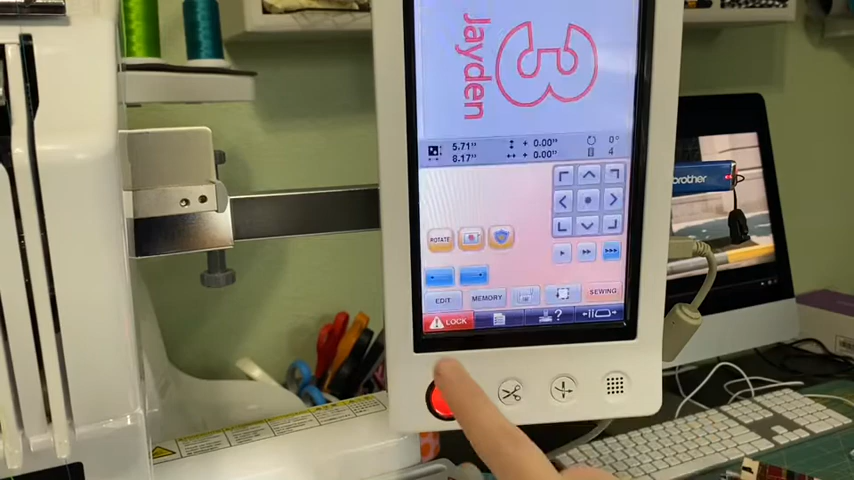 3
Jayden
5.71"
8.17"
+ 0.00"
+ 0.00"
0°
4
ROTATE
EDIT
MEMORY
SEWING
LOCK
?
brother